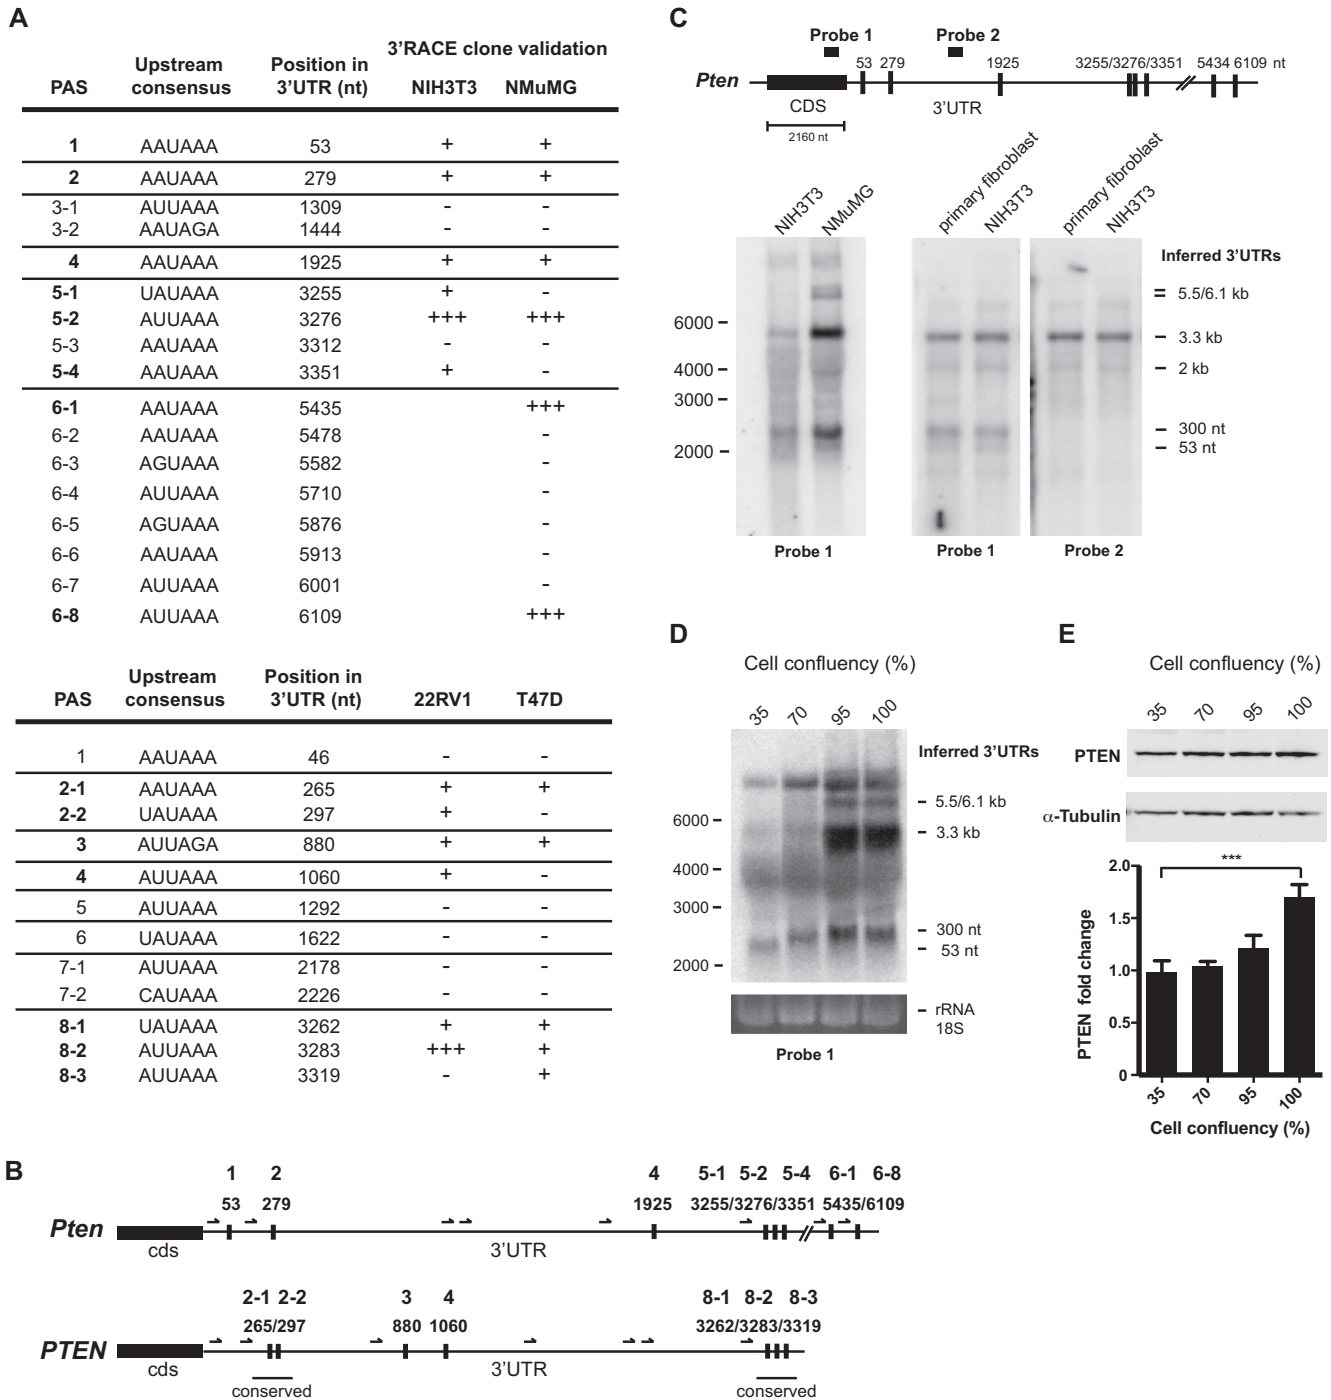 A
3'RACE clone validation
PAS Upstream consensus Position in 3'UTR (nt) NIH3T3 NMuMG
1 AAUAAA 53 + +
2 AAUAAA 279 + +
3-1 AUUAAA 1309 - -
3-2 AAUAGA 1444 - -
4 AAUAAA 1925 + +
5-1 UAUAAA 3255 + -
5-2 AUUAAA 3276 +++ +++
5-3 AAUAAA 3312 - -
5-4 AAUAAA 3351 + -
6-1 AAUAAA 5435 +++
6-2 AAUAAA 5478 -
6-3 AGUAAA 5582 -
6-4 AUUAAA 5710 -
6-5 AGUAAA 5876 -
6-6 AAUAAA 5913 -
6-7 AUUAAA 6001 -
6-8 AUUAAA 6109 +++
PAS Upstream consensus Position in 3'UTR (nt) 22RV1 T47D
1 AAUAAA 46 - -
2-1 AAUAAA 265 + +
2-2 UAUAAA 297 + -
3 AUUAGA 880 + +
4 AUUAAA 1060 + -
5 AUUAAA 1292 - -
6 UAUAAA 1622 - -
7-1 AUUAAA 2178 - -
7-2 CAUAAA 2226 - -
8-1 UAUAAA 3262 + +
8-2 AUUAAA 3283 +++ +
8-3 AUUAAA 3319 - +
B
1 2 4 5-1 5-2 5-4 6-1 6-8
53 279 1925 3255/3276/3351 5435/6109
Pten
cds 3'UTR
2-1 2-2 3 4 8-1 8-2 8-3
265/297 880 1060 3262/3283/3319
PTEN
cds 3'UTR
conserved conserved
C
Probe 1 Probe 2
53 279 1925 3255/3276/3351 5434 6109 nt
Pten
CDS 3'UTR
2160 nt
NIH3T3 NMuMG primary fibroblast NIH3T3 primary fibroblast NIH3T3
Inferred 3'UTRs
5.5/6.1 kb
6000
3.3 kb
4000
2 kb
3000
300 nt
2000
53 nt
Probe 1 Probe 1 Probe 2
D
Cell confluency (%)
35 70 95 100
Inferred 3'UTRs
5.5/6.1 kb
6000
3.3 kb
4000
3000
300 nt
53 nt
2000
rRNA
18S
Probe 1
E
Cell confluency (%)
35 70 95 100
PTEN
α-Tubulin
***
2.0
1.5
1.0
0.5
0
PTEN fold change
35 70 95 100
Cell confluency (%)